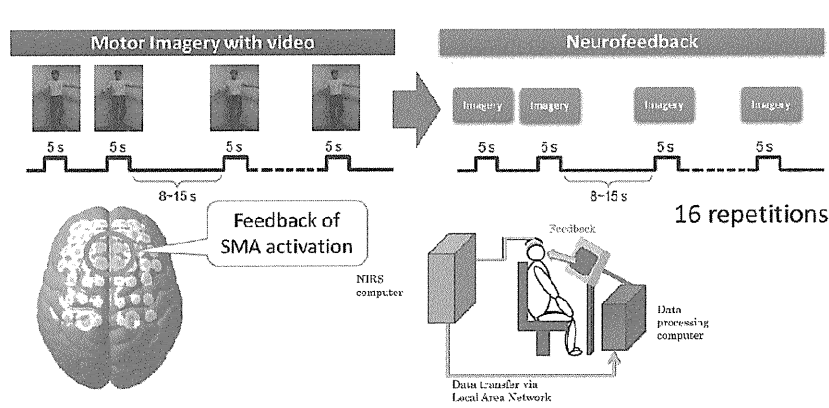 Motor Imagery with video
5 s
5 s
5 s
5 s
8~15 s
Feedback of
SMA activation
Neurofeedback
Imagery
Imagery
Imagery
Imagery
5 s
5 s
5 s
5 s
8~15 s
16 repetitions
Feedback
NIRS
computer
Data
processing
computer
Data transfer via
Local Area Network